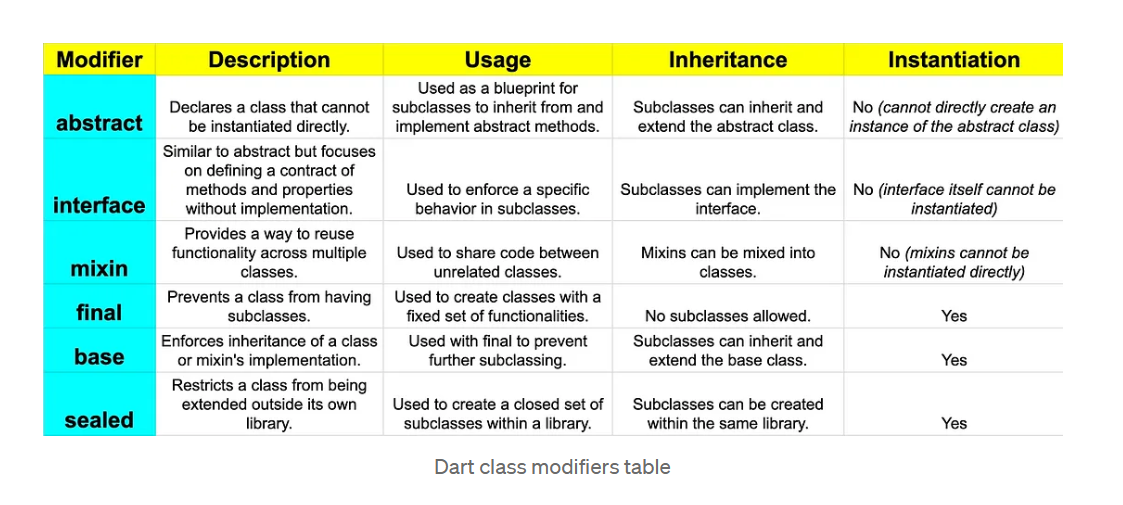 Modifier Description Usage Inheritance Instantiation
abstract
Declares a class that cannot
be instantiated directly.
Used as a blueprint for
subclasses to inherit from and
implement abstract methods.
Subclasses can inherit and
extend the abstract class.
No (cannot directly create an
instance of the abstract class)
interface
Similar to abstract but focuses
on defining a contract of
methods and properties
without implementation.
Used to enforce a specific
behavior in subclasses.
Subclasses can implement the
interface.
No (interface itself cannot be
instantiated)
mixin
Provides a way to reuse
functionality across multiple
classes.
Used to share code between
unrelated classes.
Mixins can be mixed into
classes.
No (mixins cannot be
instantiated directly)
final
Prevents a class from having
subclasses.
Used to create classes with a
fixed set of functionalities.
No subclasses allowed.
Yes
base
Enforces inheritance of a class
or mixin's implementation.
Used with final to prevent
further subclassing.
Subclasses can inherit and
extend the base class.
Yes
sealed
Restricts a class from being
extended outside its own
library.
Used to create a closed set of
subclasses within a library.
Subclasses can be created
within the same library.
Yes
Dart class modifiers table